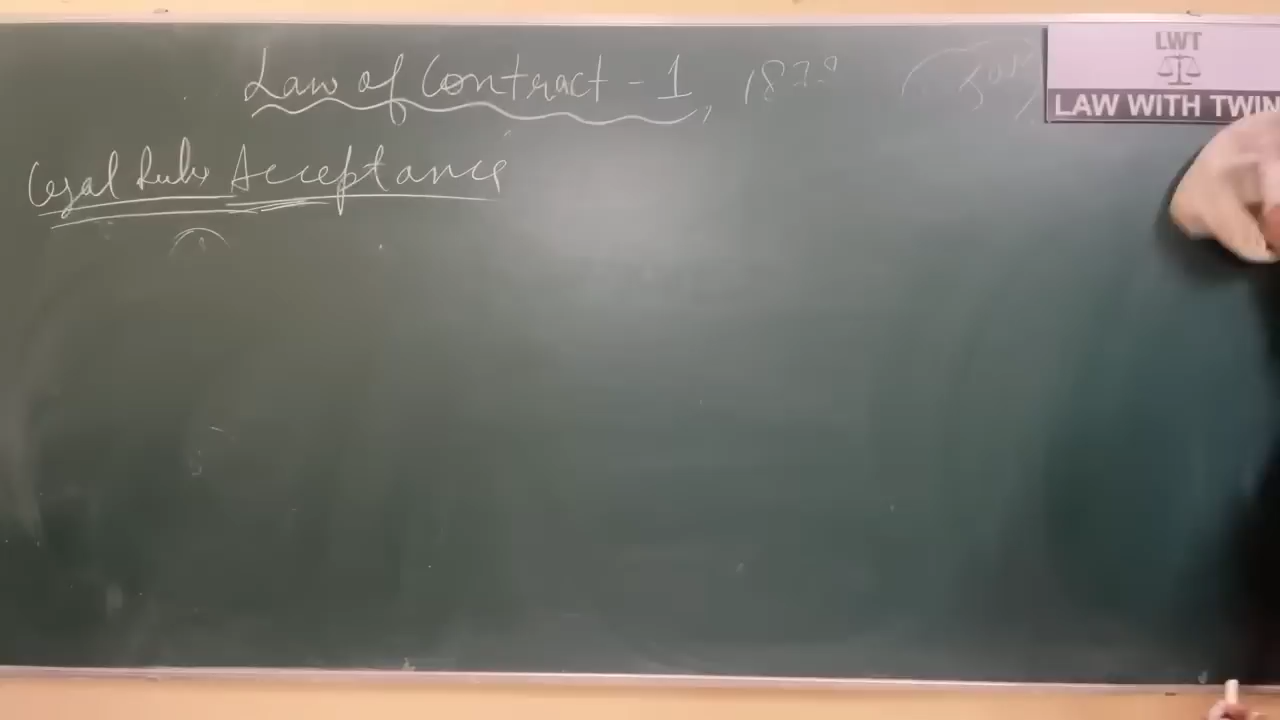 Law of Contract - 1, 1872
LWT
LAW WITH TWIN
Legal Rules Acceptance